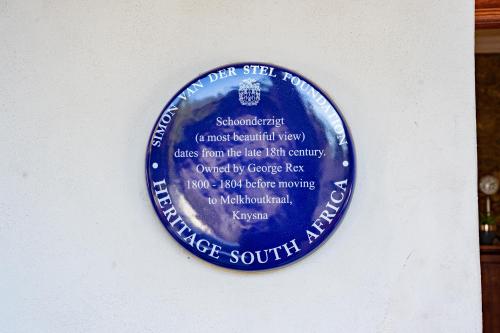 SIMON VAN DER STEL FOUNDATION
Schoonderzigt
(a most beautiful view)
dates from the late 18th century.
Owned by George Rex
1800 - 1804 before moving
to Melkhoutkraal,
Knysna
HERITAGE SOUTH AFRICA